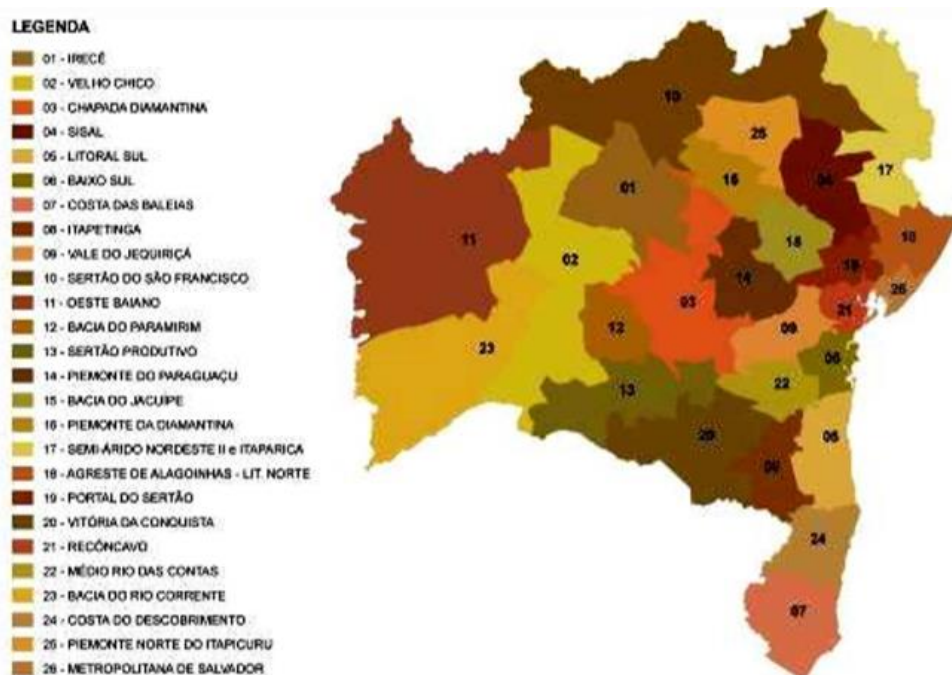 LEGENDA
01 - IRECÊ
02 - VELHO CHICO
03 - CHAPADA DIAMANTINA
04 - SISAL
05 - LITORAL SUL
06 - BAIXO SUL
07 - COSTA DAS BALEIAS
08 - ITAPETINGA
09 - VALE DO JEQUIRIÇÁ
10 - SERTÃO DO SÃO FRANCISCO
11 - OESTE BAIANO
12 - BACIA DO PARAMIRIM
13 - SERTÃO PRODUTIVO
14 - PIEMONTE DO PARAGUAÇU
15 - BACIA DO JACUÍPE
16 - PIEMONTE DA DIAMANTINA
17 - SEMI-ÁRIDO NORDESTE II e ITAPARICA
18 - AGRESTE DE ALAGOINHAS - LIT. NORTE
19 - PORTAL DO SERTÃO
20 - VITÓRIA DA CONQUISTA
21 - RECÔNCAVO
22 - MÉDIO RIO DAS CONTAS
23 - BACIA DO RIO CORRENTE
24 - COSTA DO DESCOBRIMENTO
25 - PIEMONTE NORTE DO ITAPICURU
26 - METROPOLITANA DE SALVADOR
10
25
17
04
16
01
18
15
11
02
19
14
26
03
21
09
12
23
06
22
13
20
05
08
24
07